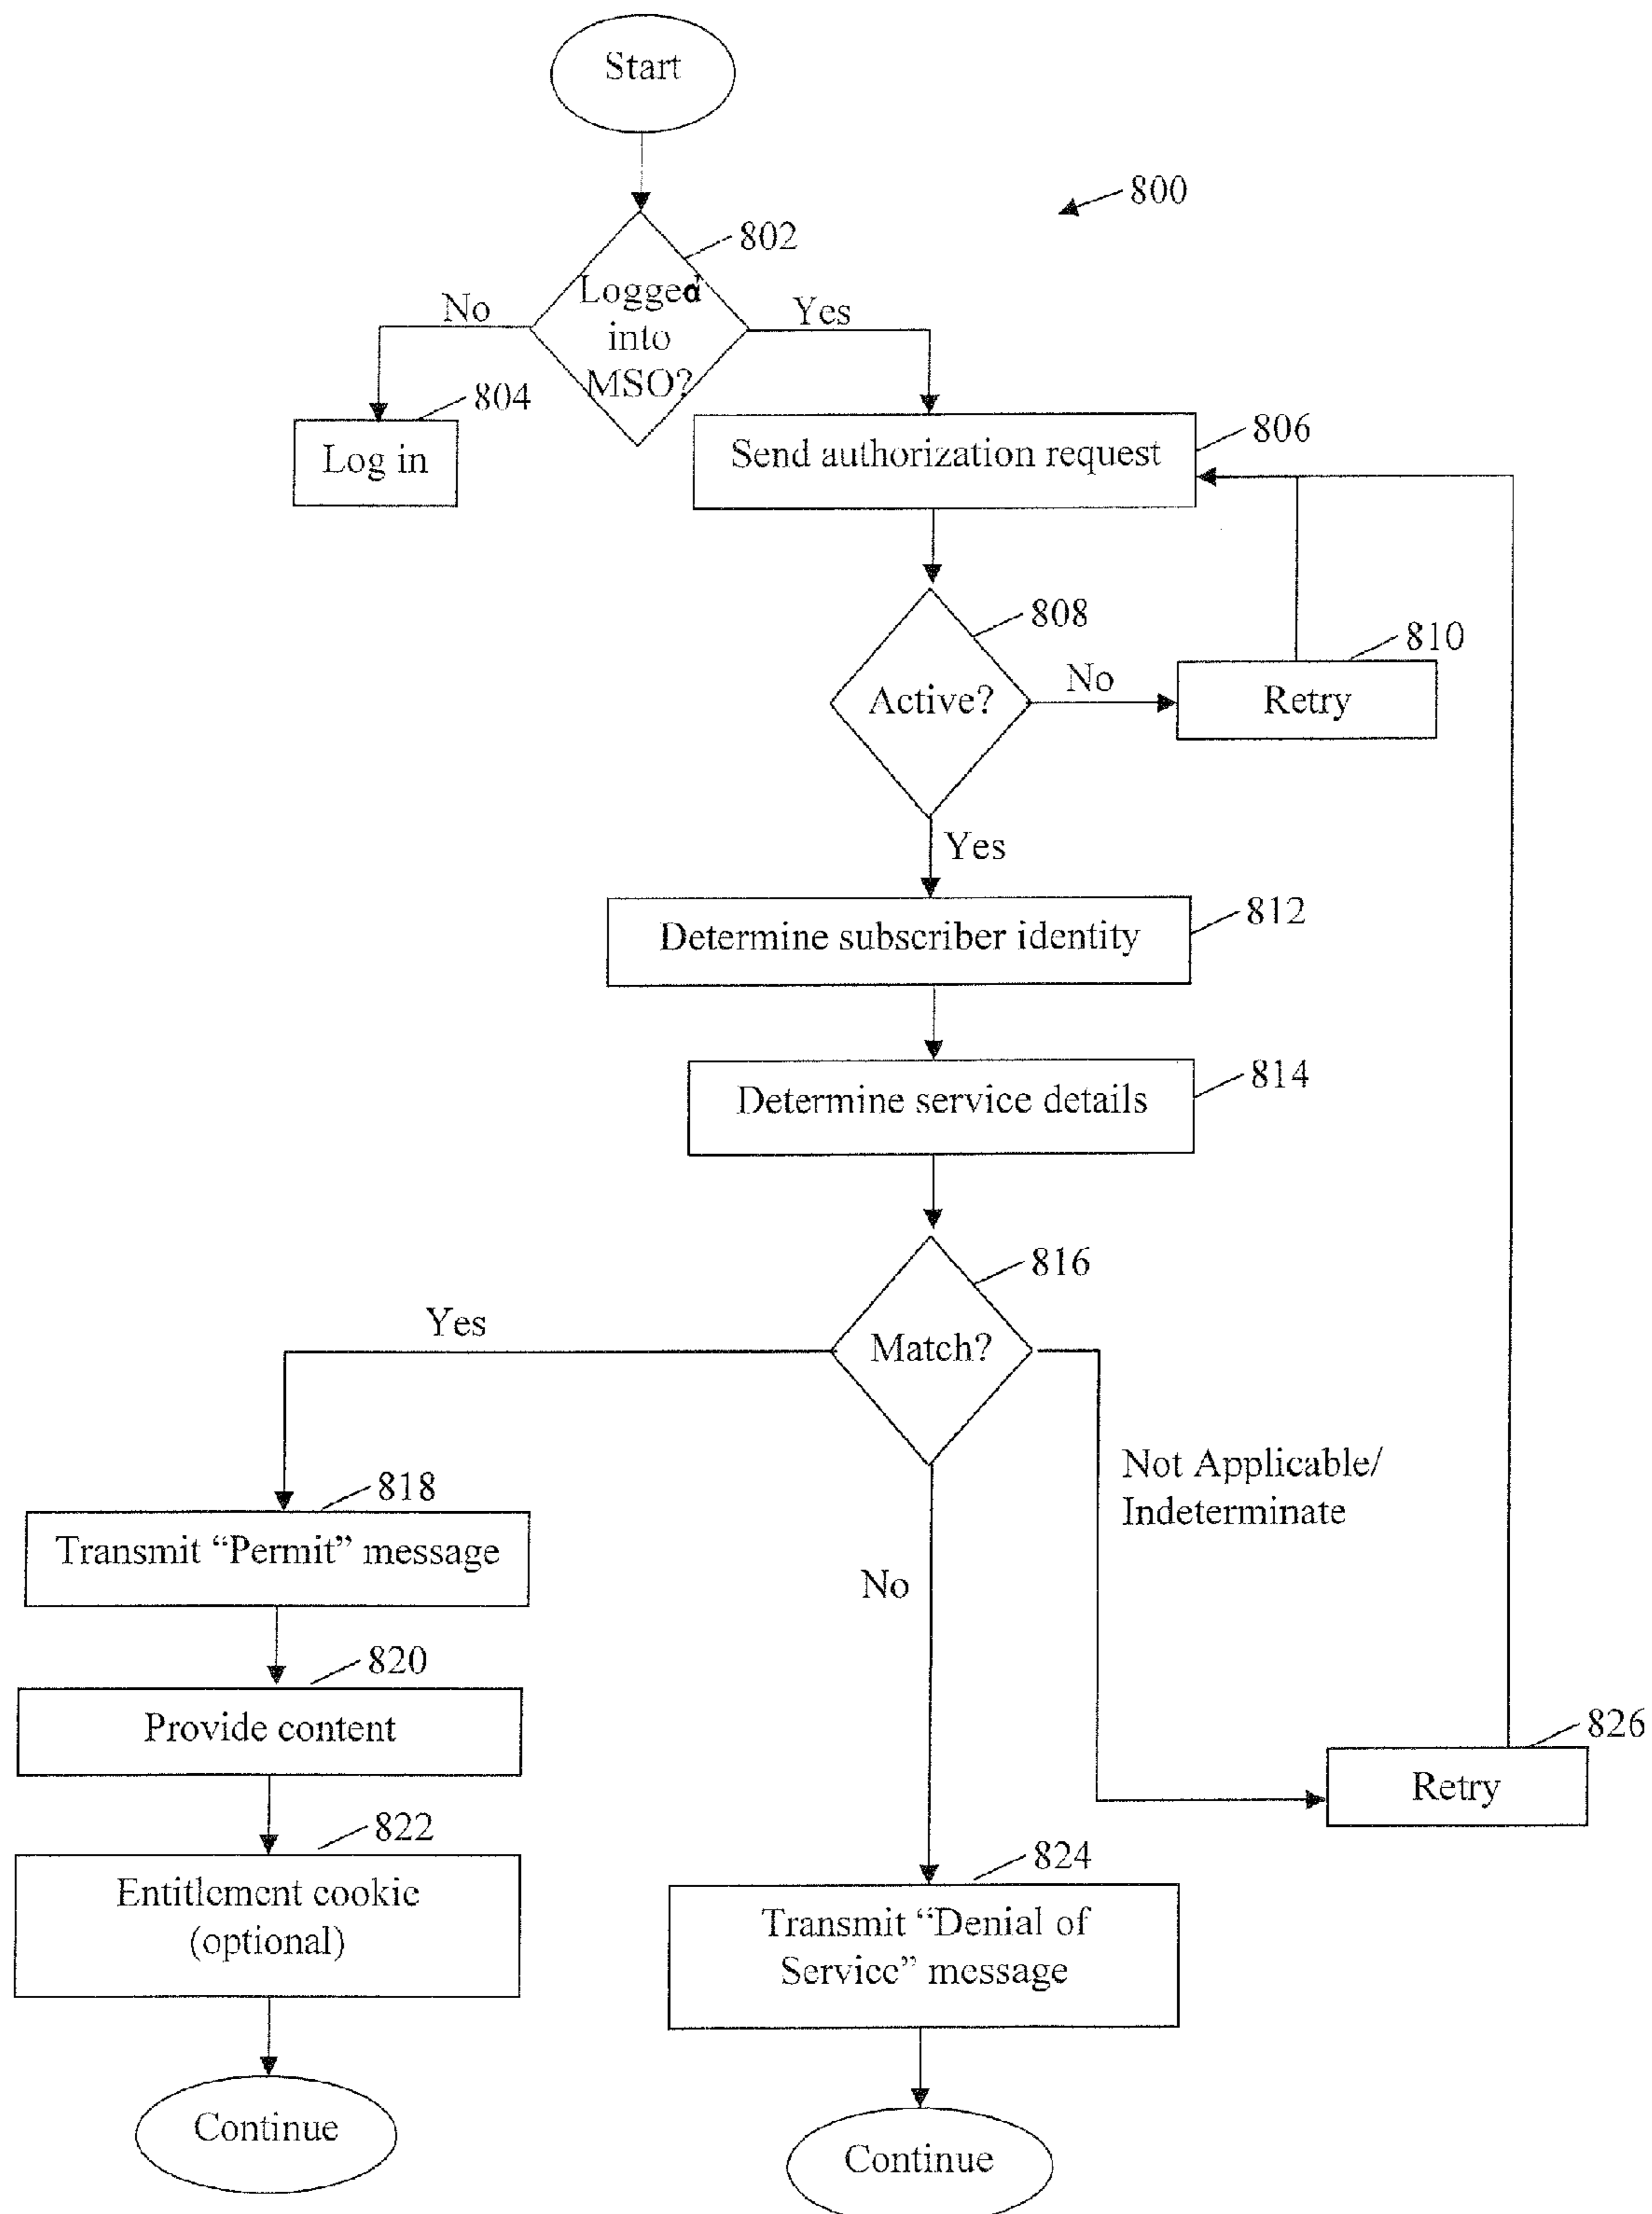 Start
800
802
Logged
into
MSO?
No
Yes
804
Log in
806
Send authorization request
808
Active?
No
810
Retry
Yes
812
Determine subscriber identity
814
Determine service details
816
Match?
Yes
Not Applicable/
Indeterminate
No
818
Transmit “Permit” message
820
Provide content
822
Entitlement cookie
(optional)
Continue
824
Transmit “Denial of
Service” message
Continue
826
Retry